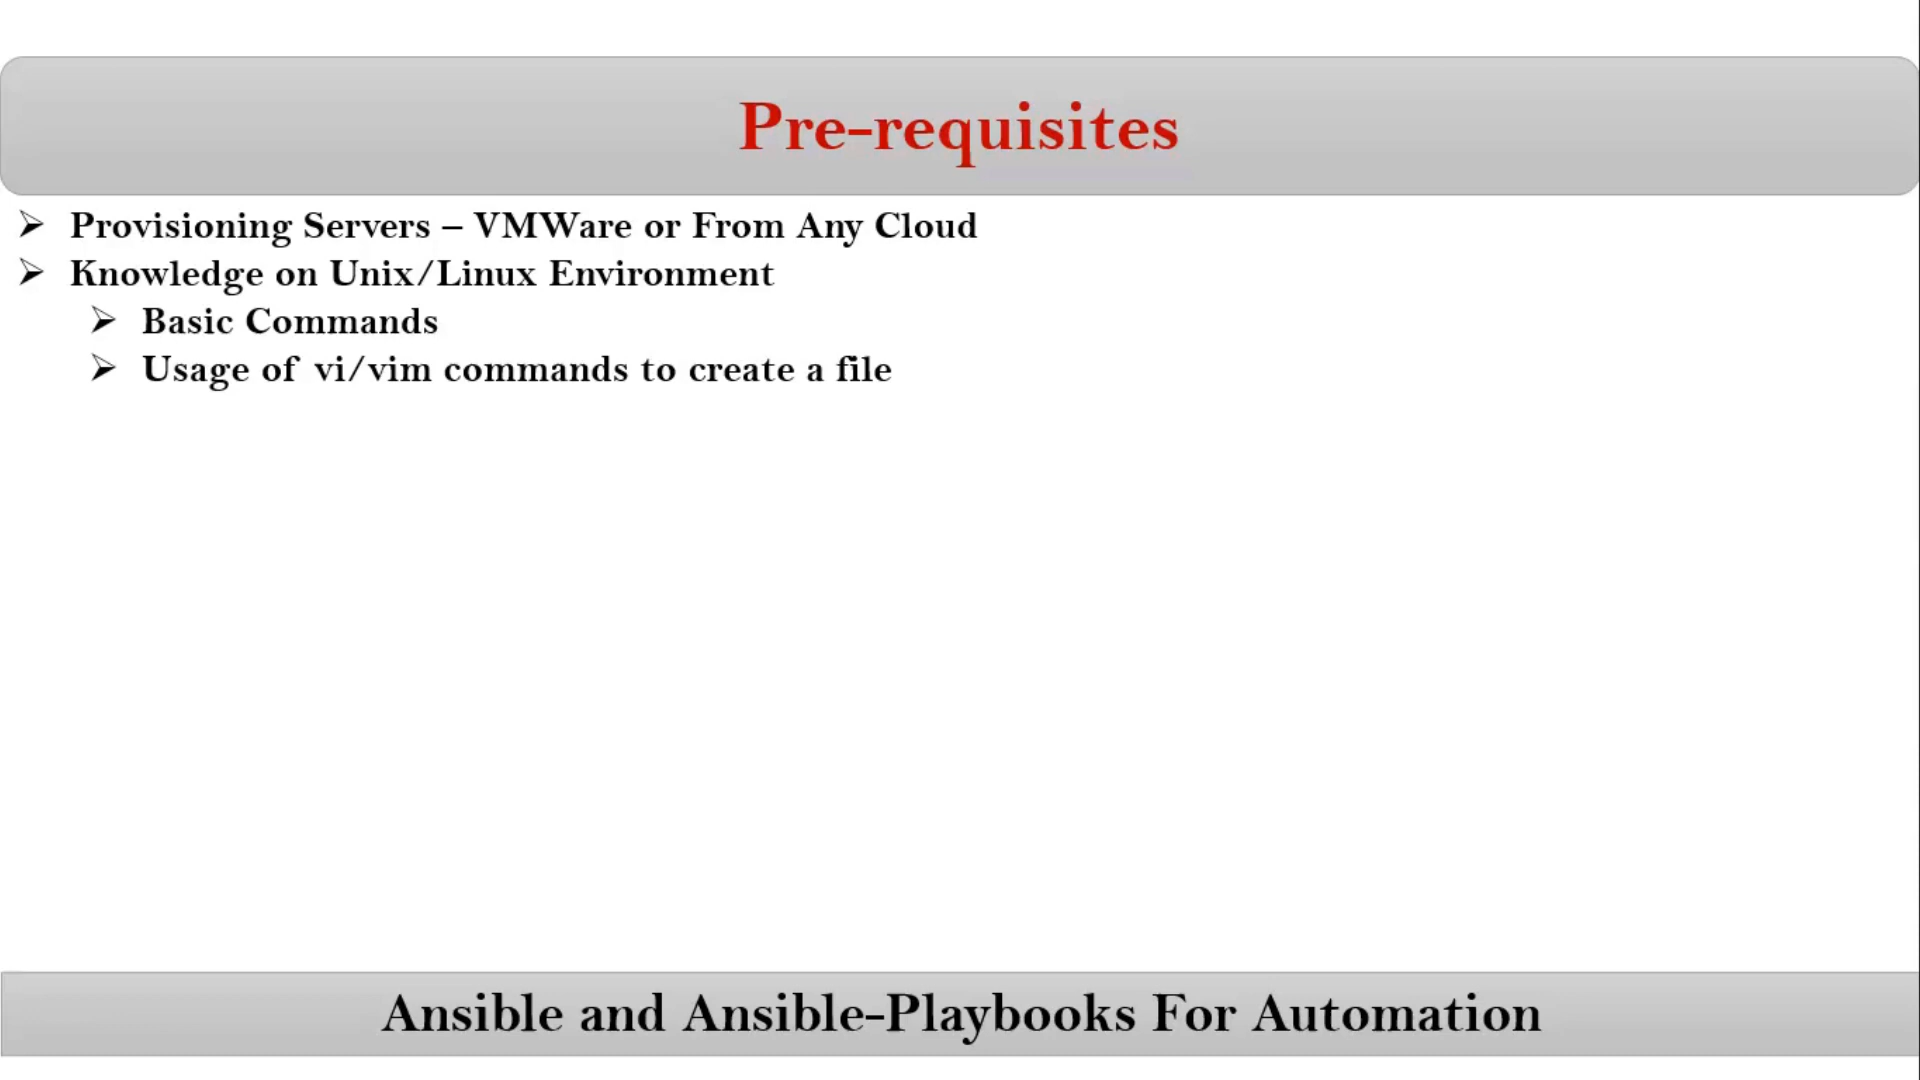 Pre-requisites
➢ Provisioning Servers – VMWare or From Any Cloud
➢ Knowledge on Unix/Linux Environment
➢ Basic Commands
➢ Usage of vi/vim commands to create a file
Ansible and Ansible-Playbooks For Automation